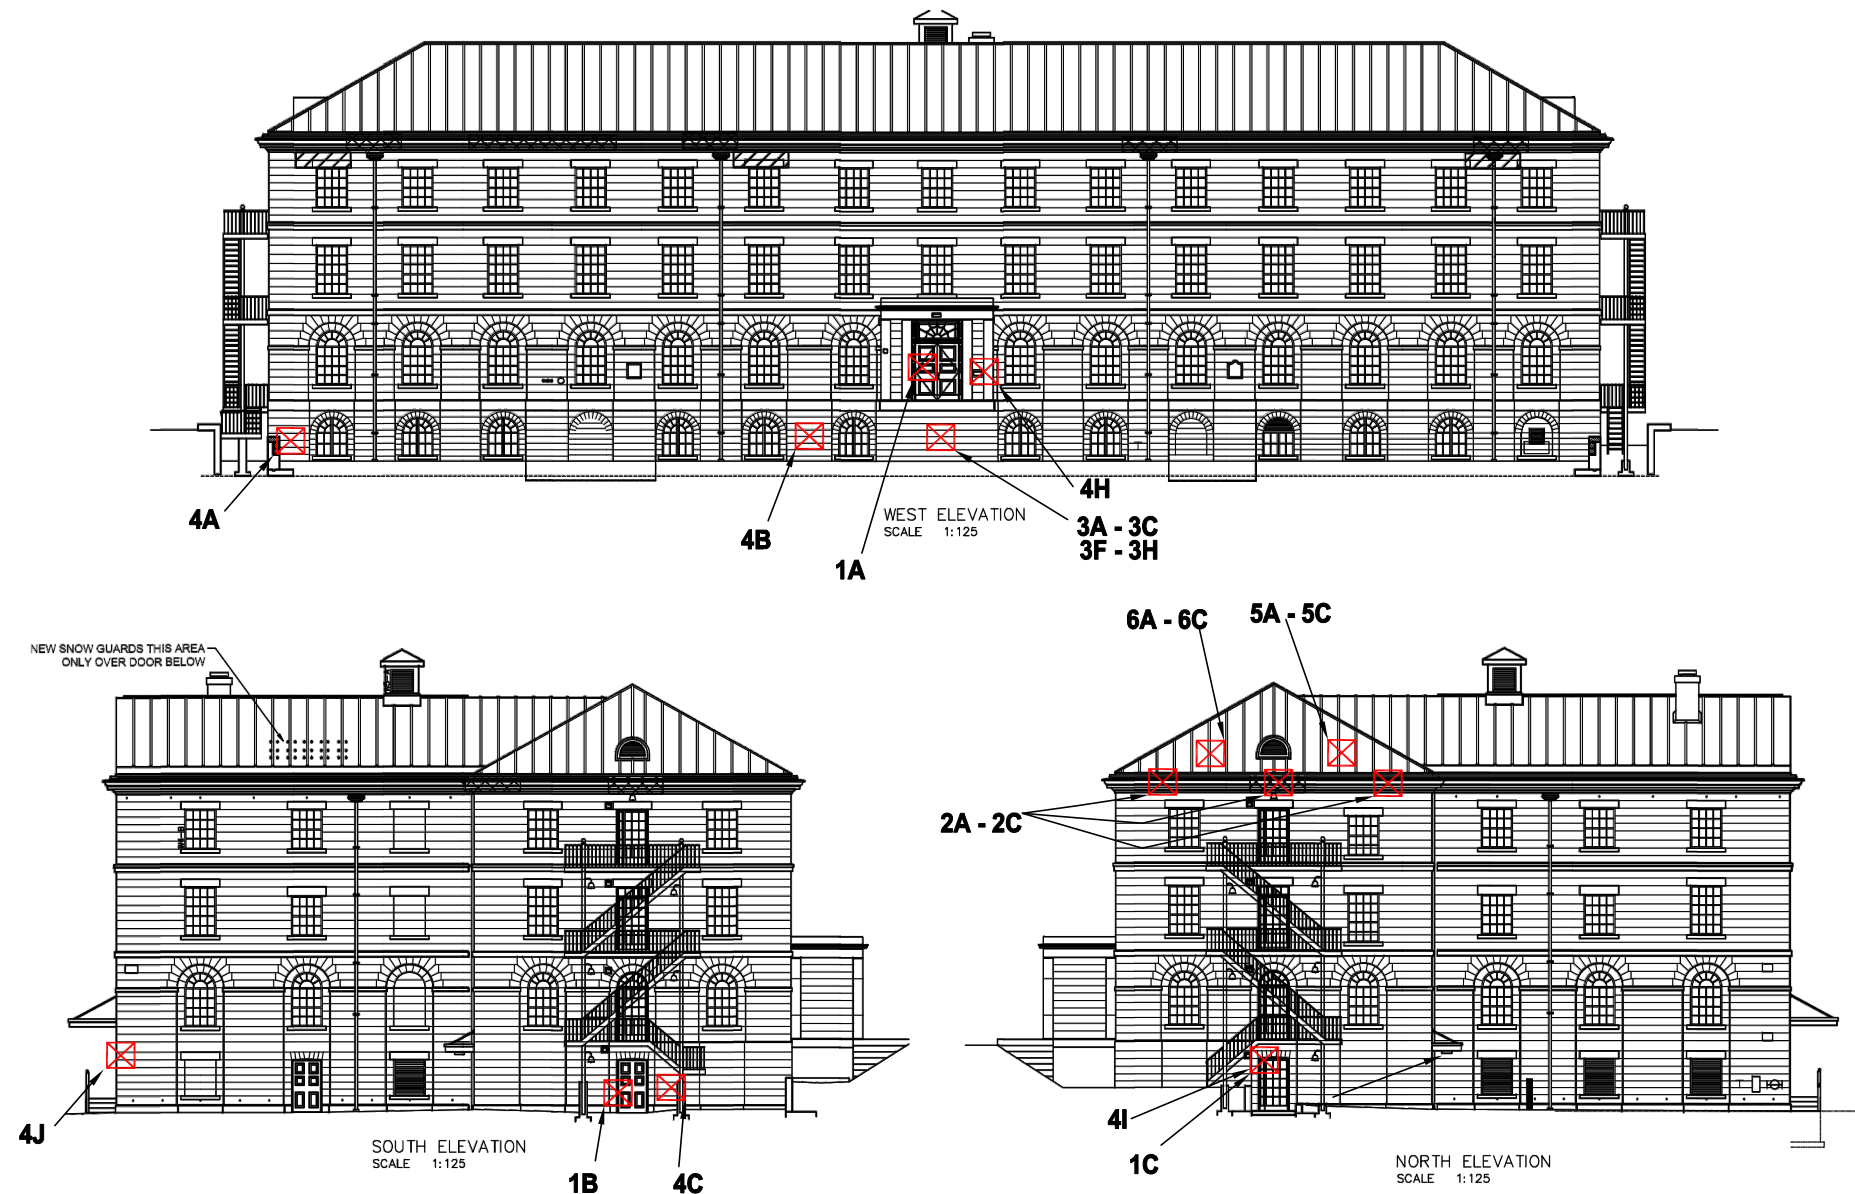 4A
4B
1A
4H
WEST ELEVATION
SCALE 1:125
3A - 3C
3F - 3H
NEW SNOW GUARDS THIS AREA
ONLY OVER DOOR BELOW
6A - 6C
5A - 5C
2A - 2C
4J
SOUTH ELEVATION
SCALE 1:125
1B
4C
4I
1C
NORTH ELEVATION
SCALE 1:125